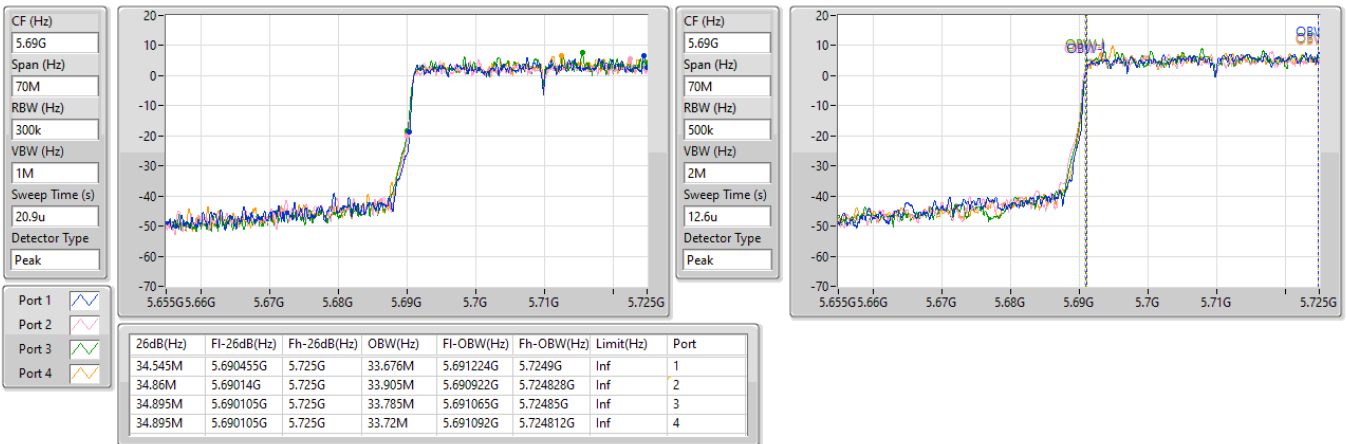 CF (Hz)
5.69G
Span (Hz)
70M
RBW (Hz)
300k
VBW (Hz)
1M
Sweep Time (s)
20.9u
Detector Type
Peak
20
10
0
-10
-20
-30
-40
-50
-60
-70
5.655G 5.66G 5.67G 5.68G 5.69G 5.7G 5.71G 5.725G
CF (Hz)
5.69G
Span (Hz)
70M
RBW (Hz)
500k
VBW (Hz)
2M
Sweep Time (s)
12.6u
Detector Type
Peak
20
10
0
-10
-20
-30
-40
-50
-60
-70
5.655G 5.66G 5.67G 5.68G 5.69G 5.7G 5.71G 5.725G
Port 1
Port 2
Port 3
Port 4
26dB(Hz) Fl-26dB(Hz) Fh-26dB(Hz) OBW(Hz) Fl-OBW(Hz) Fh-OBW(Hz) Limit(Hz) Port
34.545M 5.690455G 5.725G 33.676M 5.691224G 5.7249G Inf 1
34.86M 5.69014G 5.725G 33.905M 5.690922G 5.724828G Inf 2
34.895M 5.690105G 5.725G 33.785M 5.691065G 5.72485G Inf 3
34.895M 5.690105G 5.725G 33.72M 5.691092G 5.724812G Inf 4